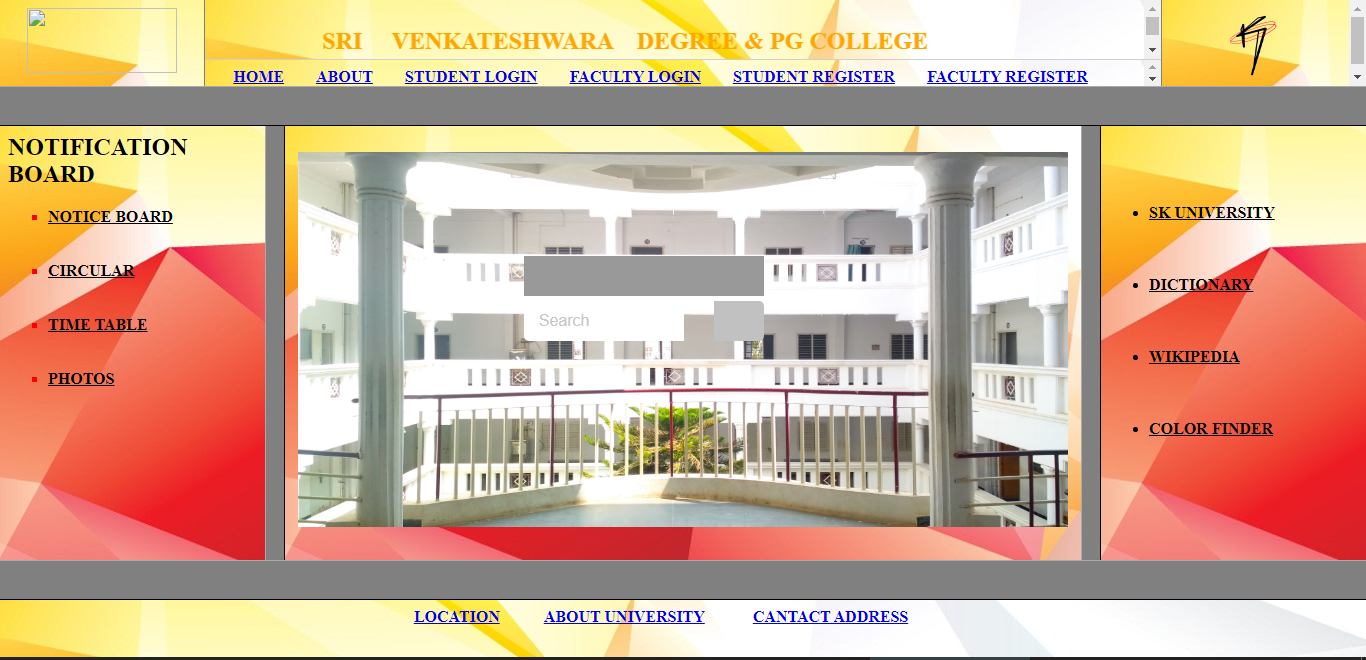 SRI VENKATESHWARA DEGREE & PG COLLEGE
HOME ABOUT STUDENT LOGIN FACULTY LOGIN STUDENT REGISTER FACULTY REGISTER
NOTIFICATION
BOARD
NOTICE BOARD
CIRCULAR
TIME TABLE
PHOTOS
Search
SK UNIVERSITY
DICTIONARY
WIKIPEDIA
COLOR FINDER
LOCATION ABOUT UNIVERSITY CANTACT ADDRESS